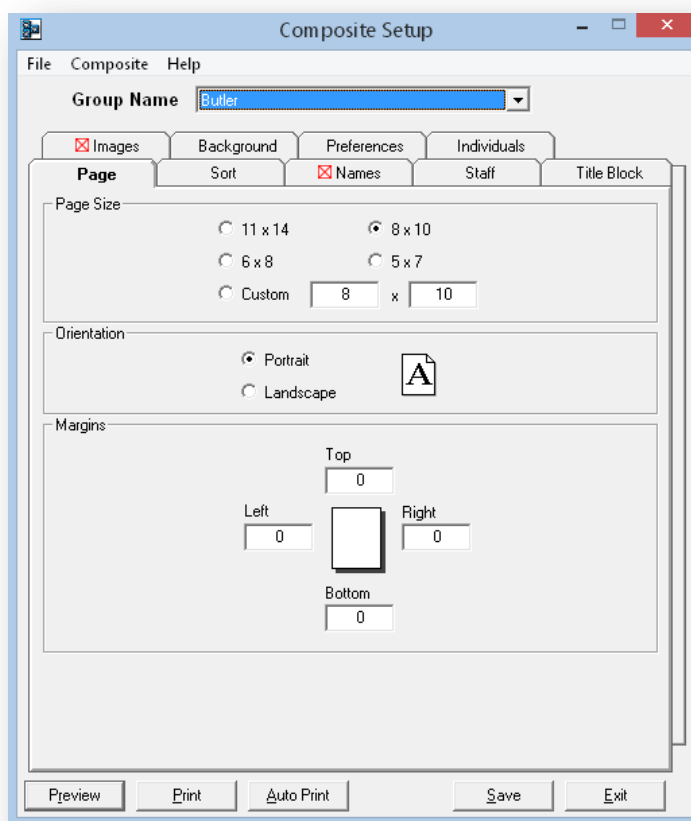 Composite Setup
File Composite Help
Group Name Butler
Images Background Preferences Individuals
Page Sort Names Staff Title Block
Page Size
11 x 14 8 x 10
6 x 8 5 x 7
Custom 8 x 10
Orientation
Portrait
A
Landscape
Margins
Top
0
Left Right
0 0
Bottom
0
Preview Print Auto Print Save Exit